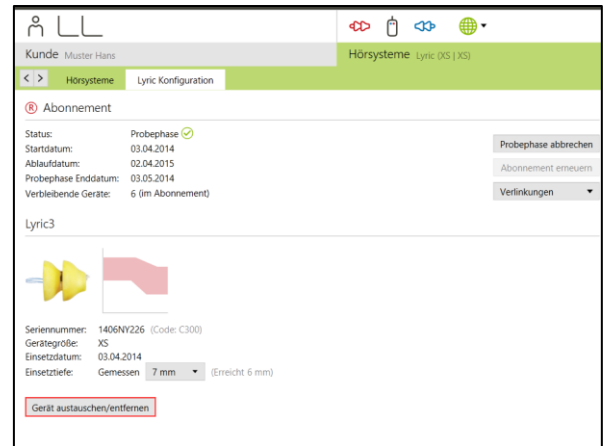 Kunde Muster Hans
Hörsysteme Lyric (XS | XS)
< > Hörsysteme Lyric Konfiguration
R Abonnement
Status: Probephase
Startdatum: 03.04.2014
Ablaufdatum: 02.04.2015
Probephase Enddatum: 03.05.2014
Verbleibende Geräte: 6 (im Abonnement)
Probephase abbrechen
Abonnement erneuern
Verlinkungen
Lyric3
Seriennummer: 1406NY226 (Code: C300)
Gerätegröße: XS
Einsetzdatum: 03.04.2014
Einsetztiefe: Gemessen 7 mm (Erreicht 6 mm)
Gerät austauschen/entfernen